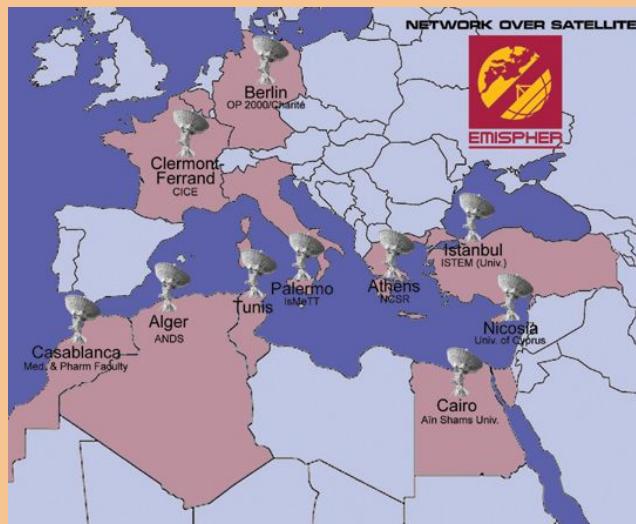 NETWORK OVER SATELLITE
EMISPHER
Berlin
OP 2000/Charité
Clermont
Ferrand
CICE
Istanbul
ISTEM (Univ.)
Athens
NCSR
Palermo
IsMeTT
Tunis
Alger
ANDS
Nicosia
Univ. of Cyprus
Casablanca
Med. & Pharm Faculty
Cairo
Aïn Shams Univ.